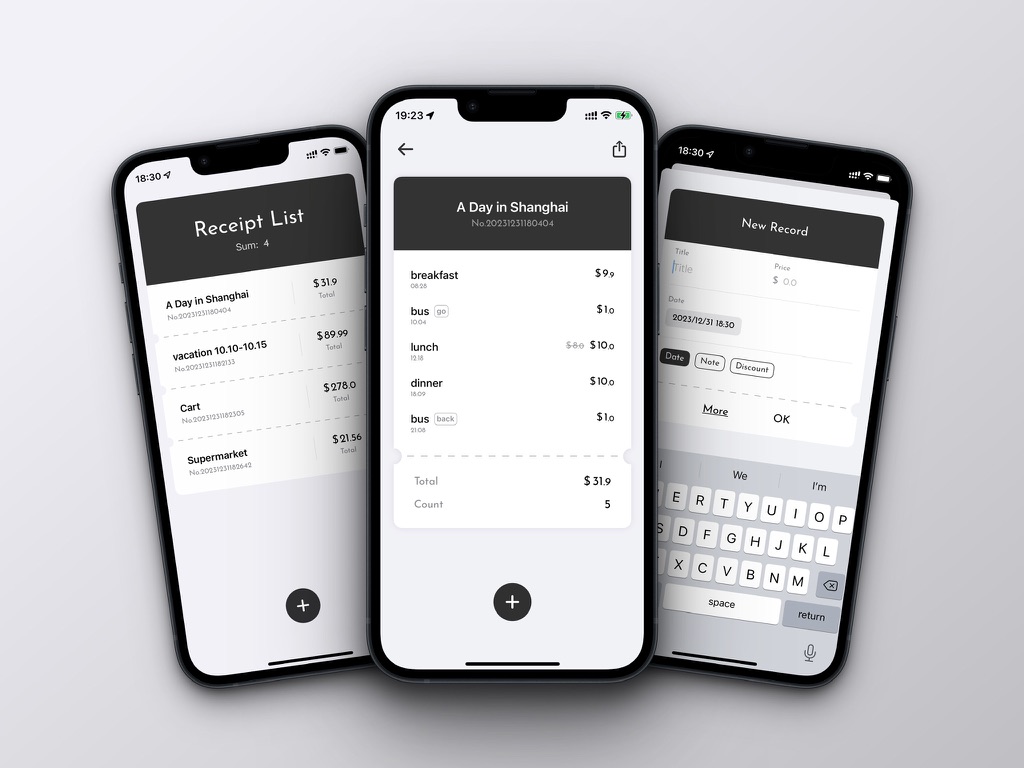 18:30
Receipt List
Sum: 4
A Day in Shanghai
$31.9
No.20231231180404
Total
vacation 10.10-10.15
$89.99
No.20231231182133
Total
Cart
$278.0
No.20231231182305
Total
Supermarket
$21.56
No.20231231182642
Total
+
19:23
A Day in Shanghai
No.20231231180404
breakfast $9.9
08:28
bus go $1.0
10:04
lunch $8.0 $10.0
12:18
dinner $10.0
18:09
bus back $1.0
21:08
Total $31.9
Count 5
+
18:30
New Record
Title
Price
Title
$ 0.0
Date
2023/12/31 18:30
Date Note Discount
More OK
I We I'm
E R T Y U I O P
S D F G H J K L
X C V B N M
space return